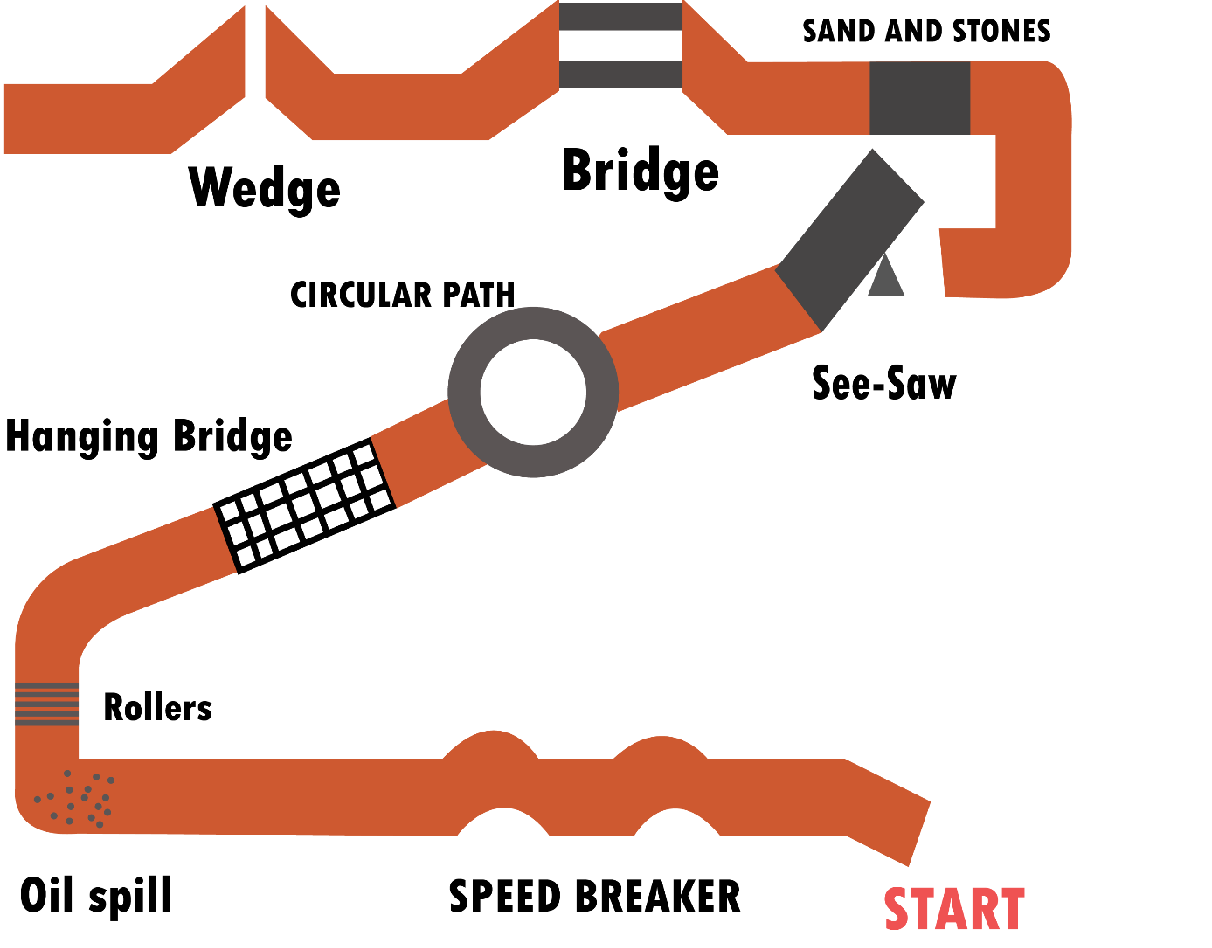 SAND AND STONES
Wedge
Bridge
CIRCULAR PATH
See-Saw
Hanging Bridge
Rollers
Oil spill
SPEED BREAKER
START